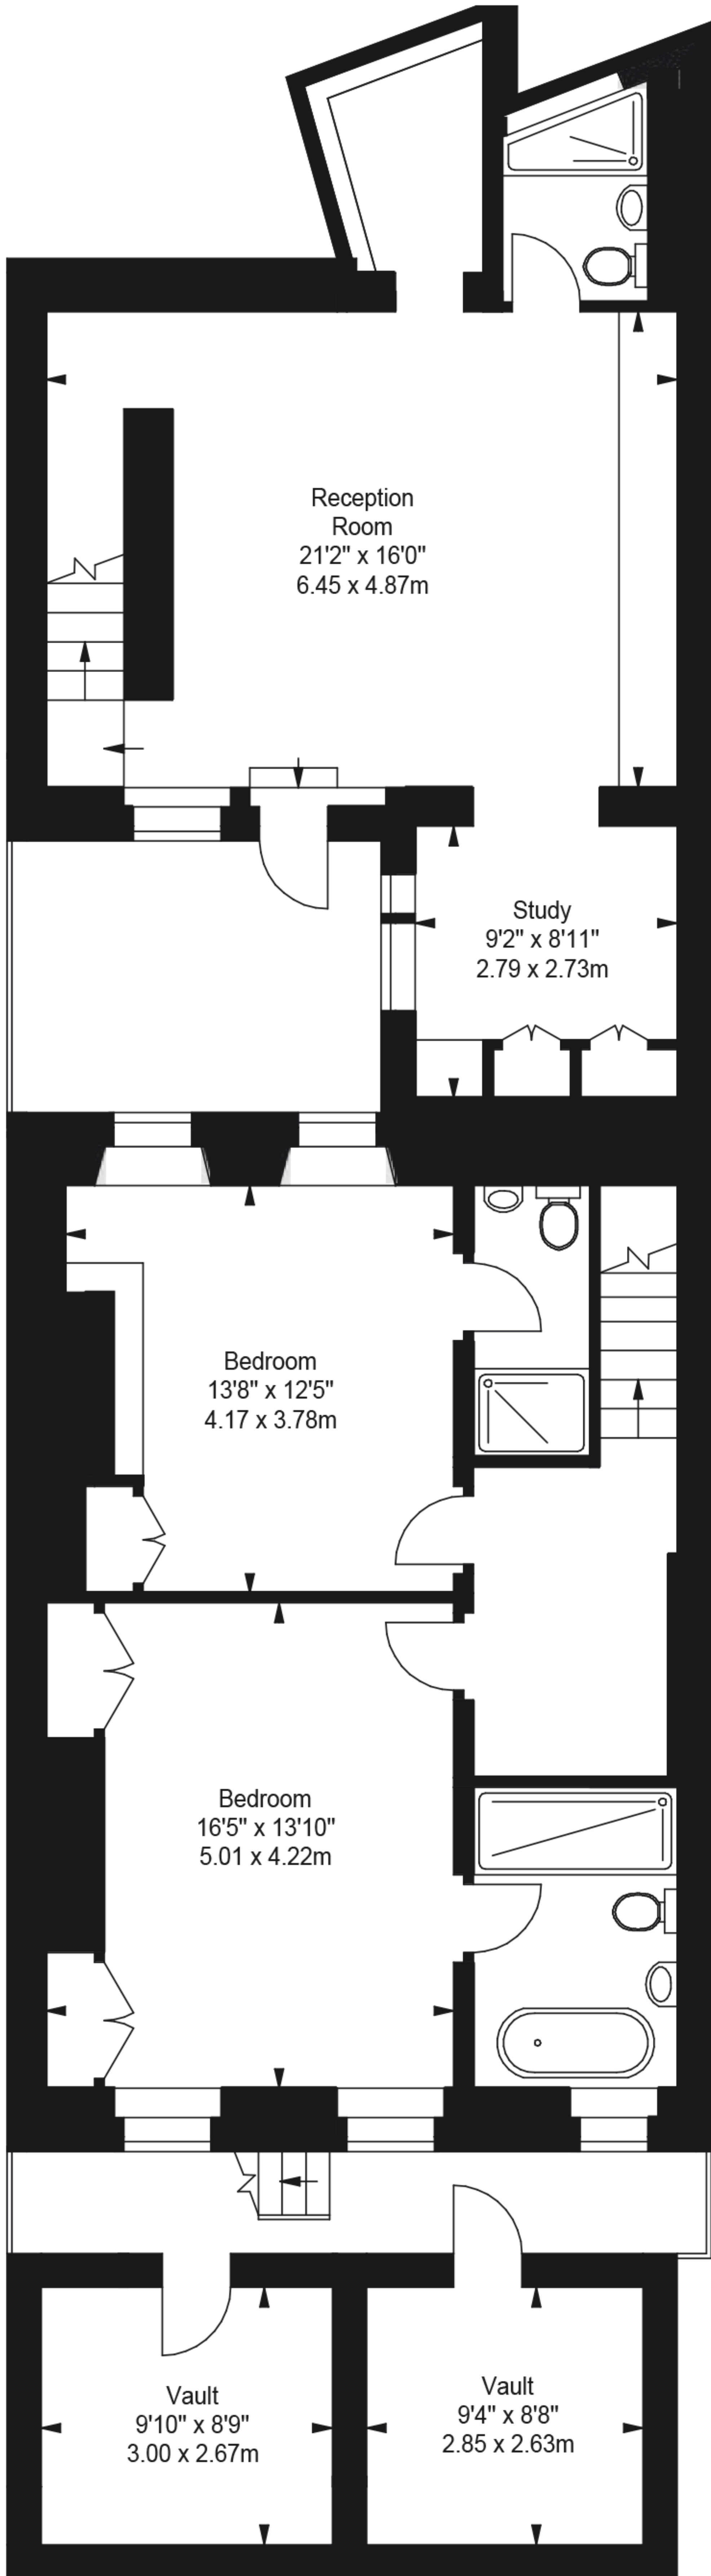 Reception
Room
21'2" x 16'0"
6.45 x 4.87m
Study
9'2" x 8'11"
2.79 x 2.73m
Bedroom
13'8" x 12'5"
4.17 x 3.78m
Bedroom
16'5" x 13'10"
5.01 x 4.22m
Vault
9'10" x 8'9"
3.00 x 2.67m
Vault
9'4" x 8'8"
2.85 x 2.63m